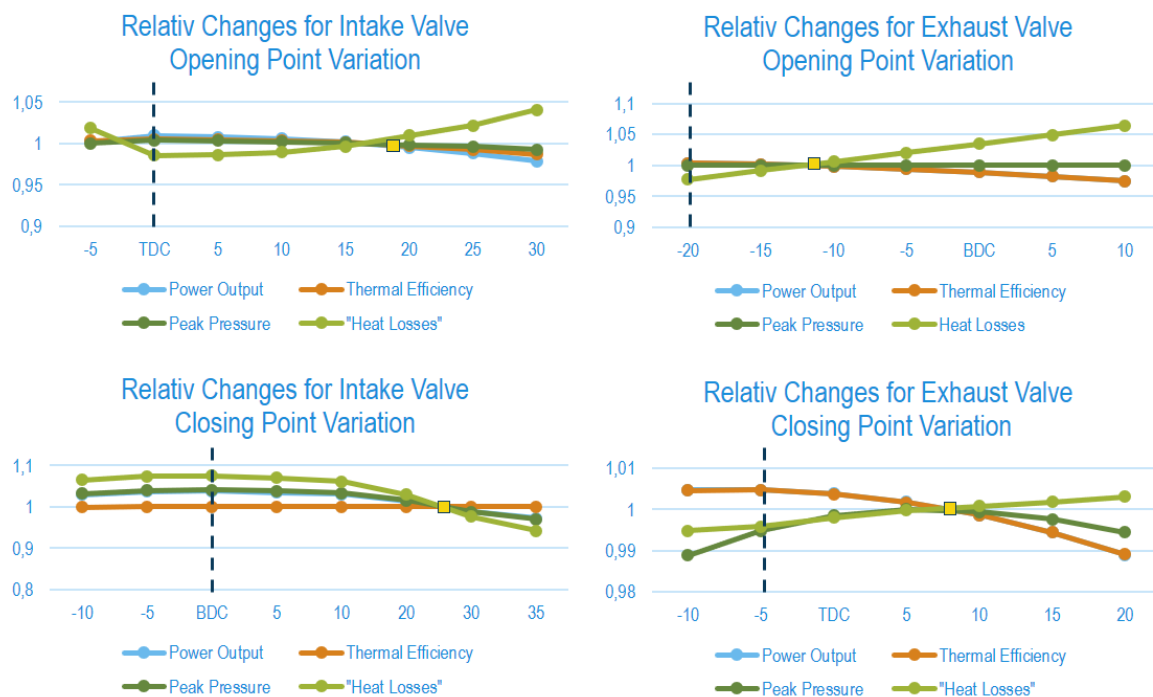 Relativ Changes for Intake Valve
Opening Point Variation
1,05
1
0,95
0,9
-5 TDC 5 10 15 20 25 30
Power Output Thermal Efficiency
Peak Pressure "Heat Losses"
Relativ Changes for Exhaust Valve
Opening Point Variation
1,1
1,05
1
0,95
0,9
-20 -15 -10 -5 BDC 5 10
Power Output Thermal Efficiency
Peak Pressure Heat Losses
Relativ Changes for Intake Valve
Closing Point Variation
1,1
1
0,9
0,8
-10 -5 BDC 5 10 20 30 35
Power Output Thermal Efficiency
Peak Pressure "Heat Losses"
Relativ Changes for Exhaust Valve
Closing Point Variation
1,01
1
0,99
0,98
-10 -5 TDC 5 10 15 20
Power Output Thermal Efficiency
Peak Pressure "Heat Losses"